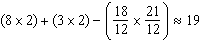 (8 x 2) + (3 x 2) − (18/12 x 21/12) ≈ 19